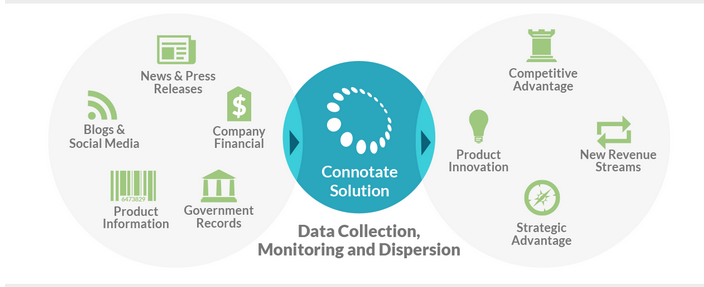 News & Press
Releases
Blogs &
Social Media
$
Company
Financial
6473829
Product
Information
Government
Records
Connotate
Solution
Data Collection,
Monitoring and Dispersion
Competitive
Advantage
Product
Innovation
New Revenue
Streams
Strategic
Advantage